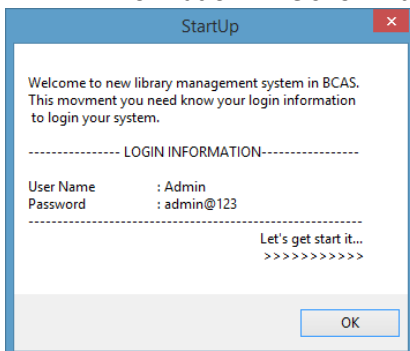 StartUp
Welcome to new library management system in BCAS.
This movment you need know your login information
to login your system.
---------------- LOGIN INFORMATION-----------------
User Name : Admin
Password : admin@123
------------------------------------------------------------
Let's get start it...
>>>>>>>>>>>
OK